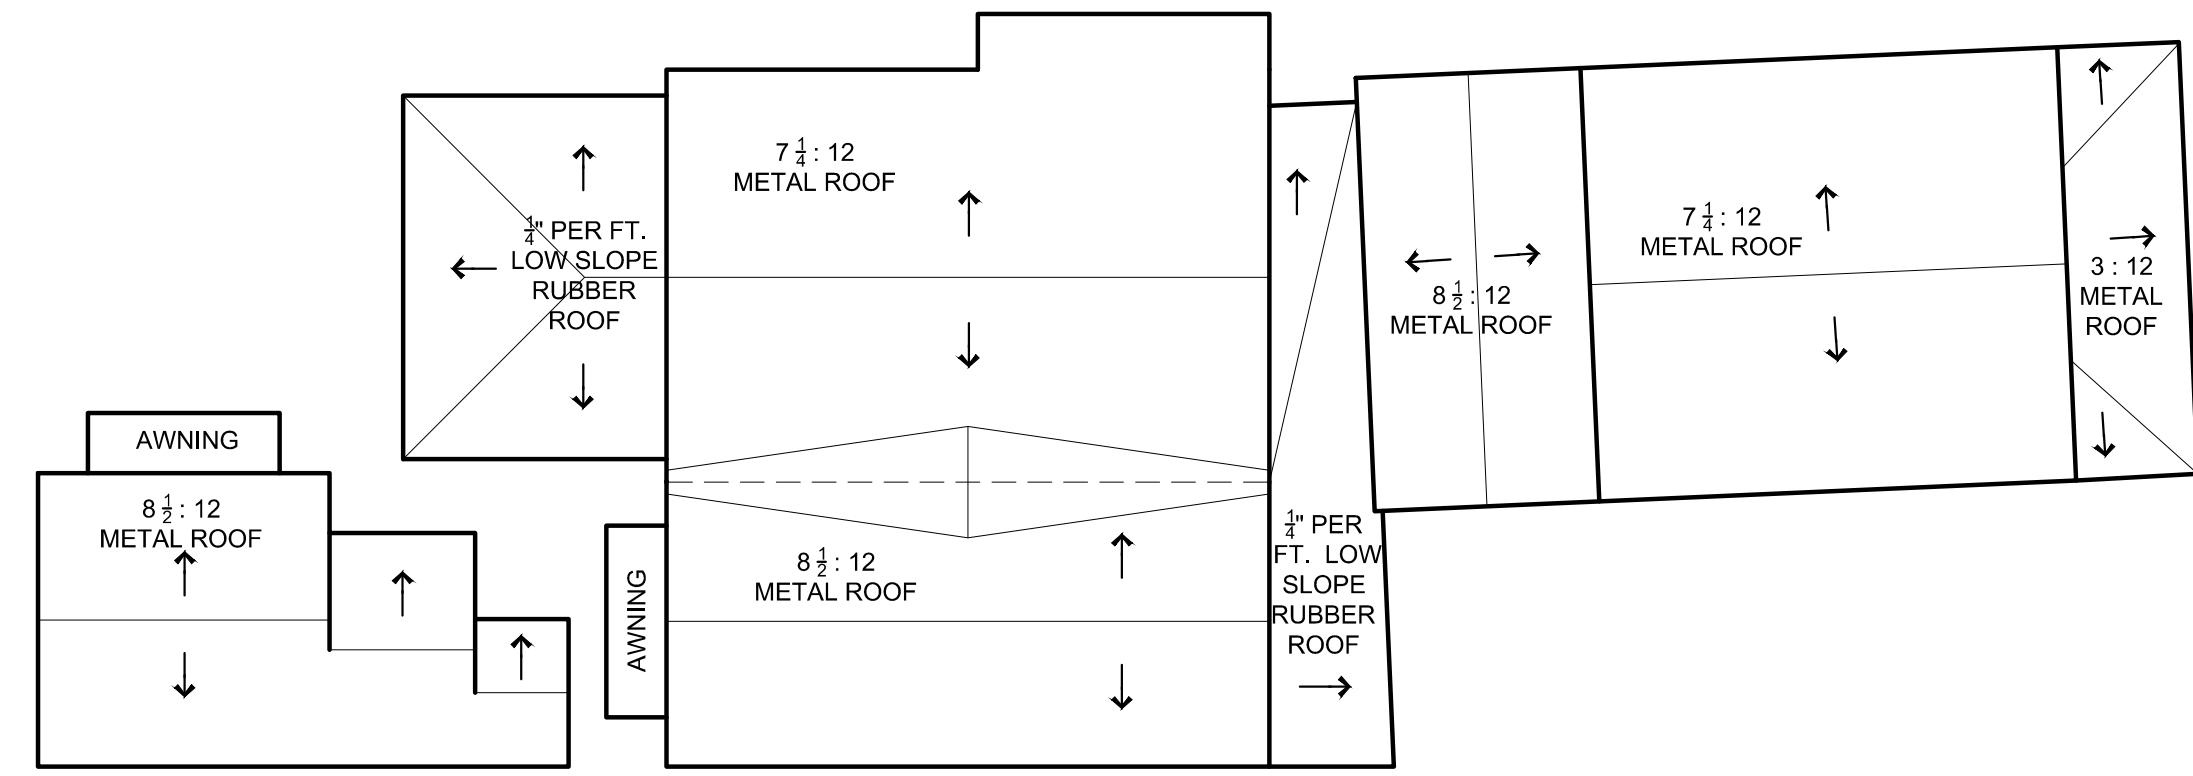 7 1/4 : 12
METAL ROOF
1/4" PER FT.
LOW SLOPE
RUBBER
ROOF
7 1/4 : 12
METAL ROOF
8 1/2 : 12
METAL ROOF
3 : 12
METAL
ROOF
AWNING
8 1/2 : 12
METAL ROOF
AWNING
8 1/2 : 12
METAL ROOF
1/4" PER
FT. LOW
SLOPE
RUBBER
ROOF